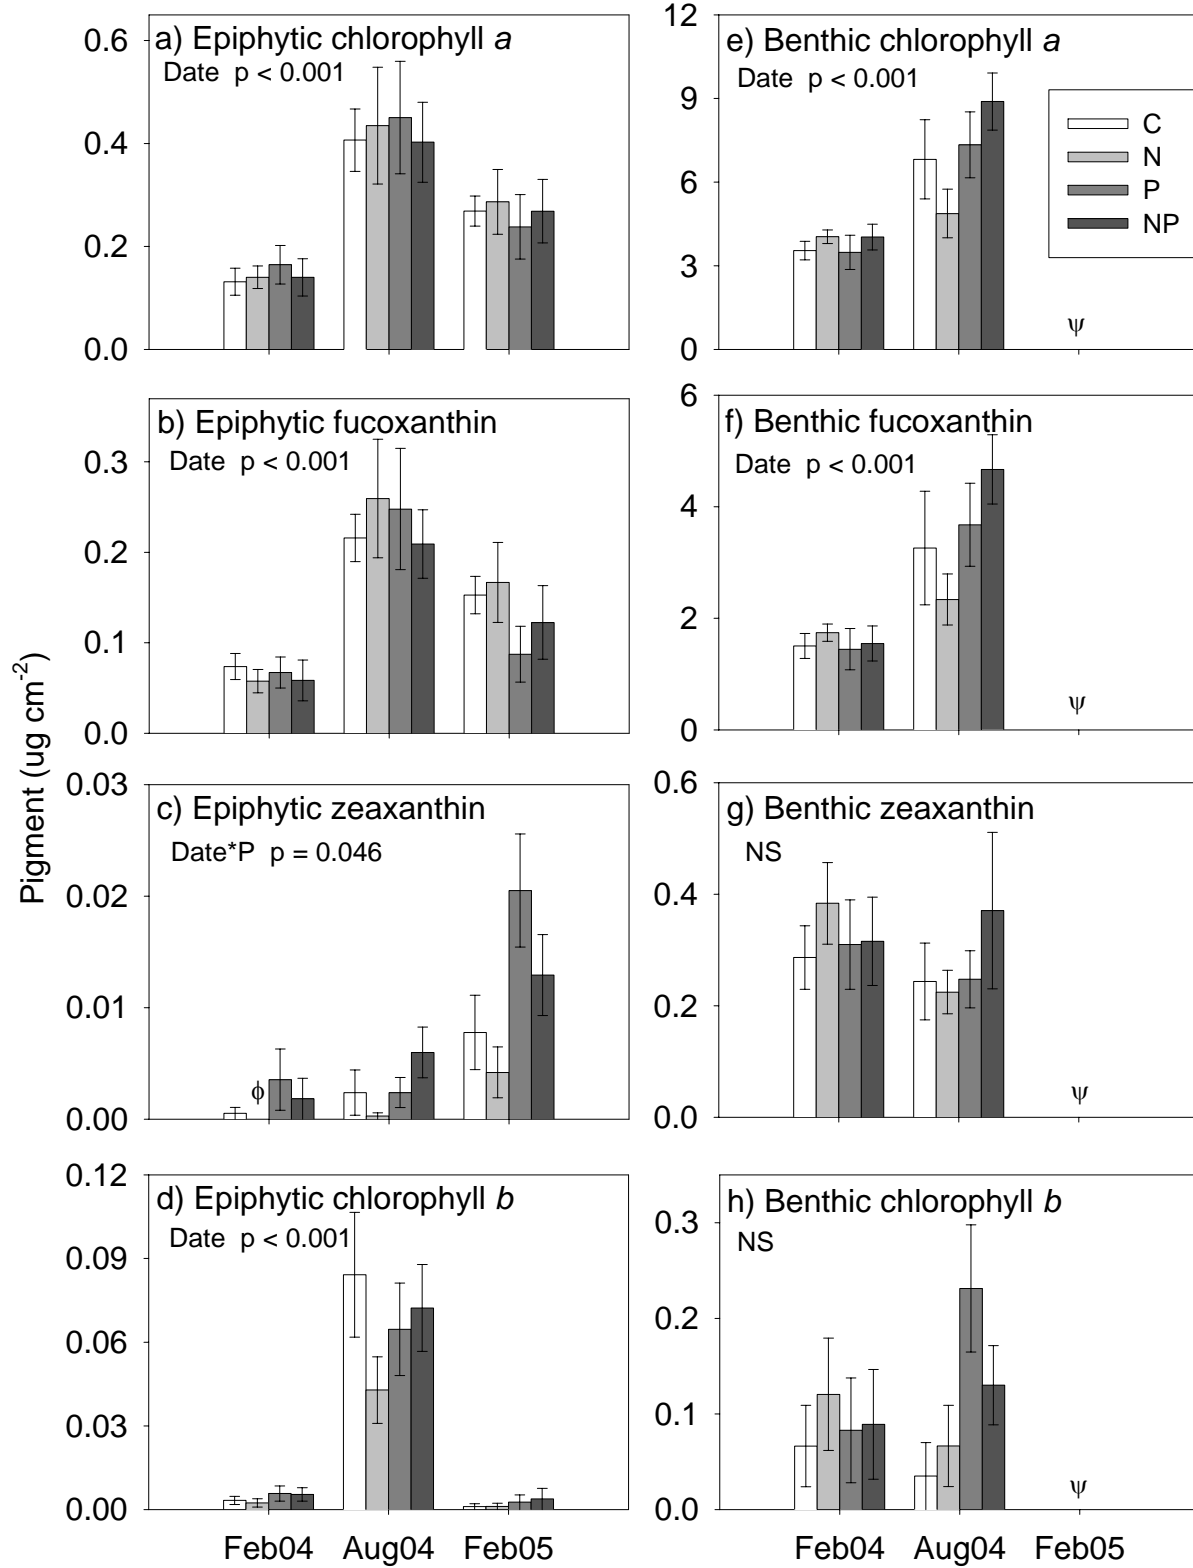 Pigment (ug cm-2)
a) Epiphytic chlorophyll a
Date p < 0.001
0.6
0.4
0.2
0.0
b) Epiphytic fucoxanthin
Date p < 0.001
0.3
0.2
0.1
0.0
c) Epiphytic zeaxanthin
Date*P p = 0.046
0.03
0.02
0.01
0.00
ϕ
d) Epiphytic chlorophyll b
Date p < 0.001
0.12
0.09
0.06
0.03
0.00
Feb04 Aug04 Feb05
e) Benthic chlorophyll a
Date p < 0.001
12
9
6
3
0
C
N
P
NP
ψ
f) Benthic fucoxanthin
Date p < 0.001
6
4
2
0
ψ
g) Benthic zeaxanthin
NS
0.6
0.4
0.2
0.0
ψ
h) Benthic chlorophyll b
NS
0.3
0.2
0.1
0.0
ψ
Feb04 Aug04 Feb05